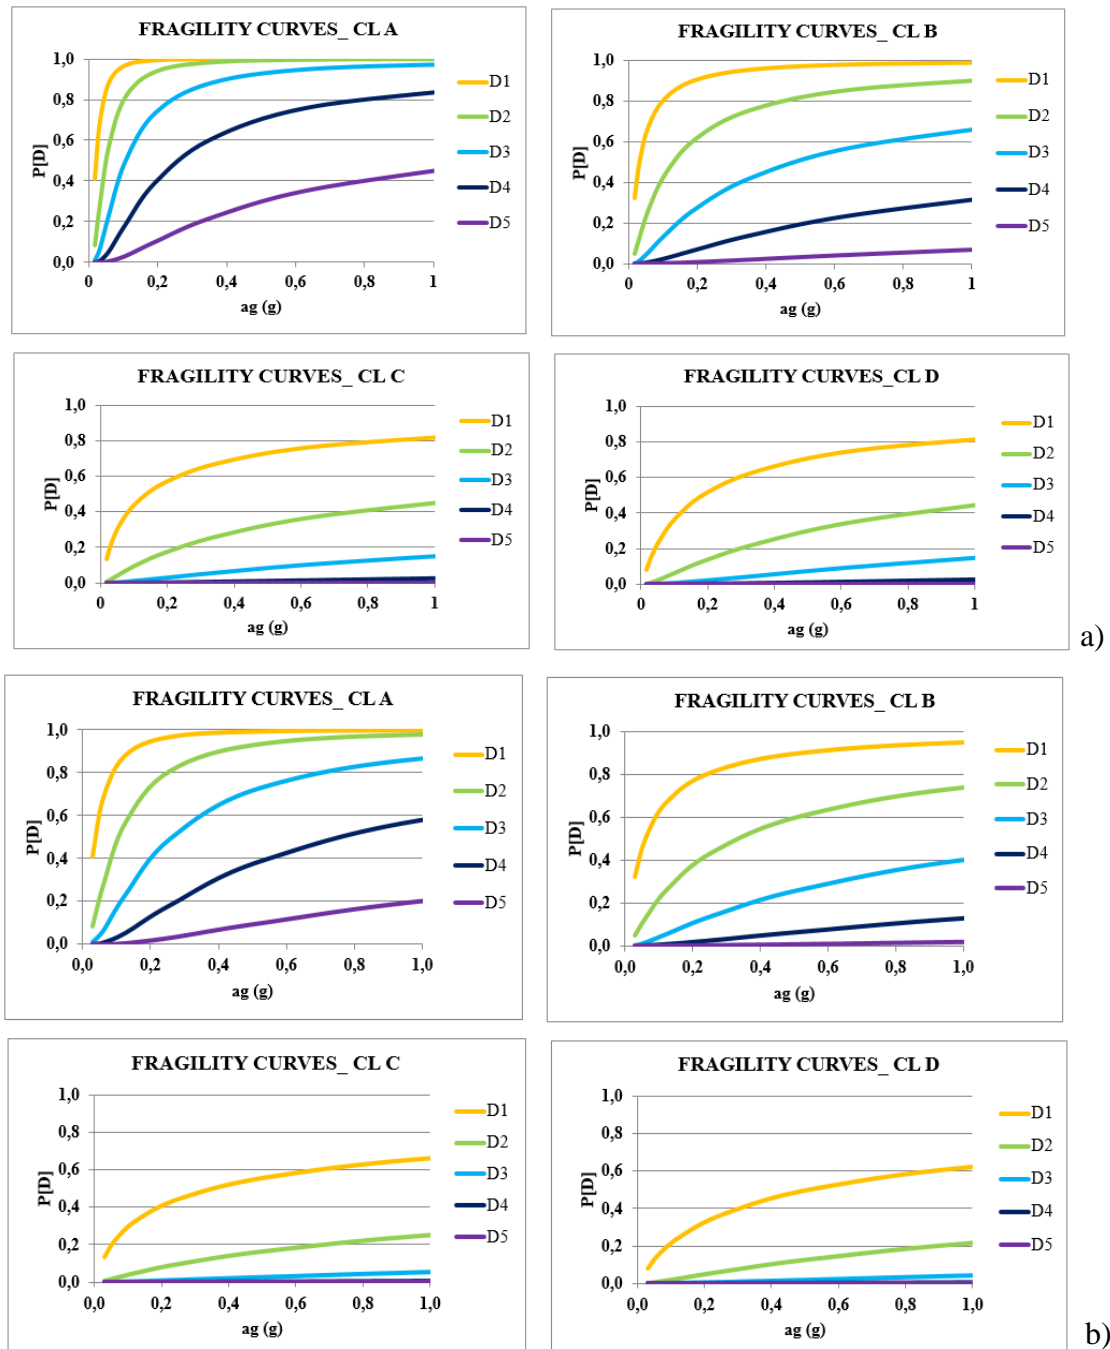 FRAGILITY CURVES_ CL A
P[D]
1,0
0,8
0,6
0,4
0,2
0,0
0 0,2 0,4 0,6 0,8 1
ag (g)
D1
D2
D3
D4
D5
FRAGILITY CURVES_ CL B
P[D]
1,0
0,8
0,6
0,4
0,2
0,0
0 0,2 0,4 0,6 0,8 1
ag (g)
D1
D2
D3
D4
D5
FRAGILITY CURVES_ CL C
P[D]
1,0
0,8
0,6
0,4
0,2
0,0
0 0,2 0,4 0,6 0,8 1
ag (g)
D1
D2
D3
D4
D5
FRAGILITY CURVES_CL D
P[D]
1,0
0,8
0,6
0,4
0,2
0,0
0 0,2 0,4 0,6 0,8 1
ag (g)
D1
D2
D3
D4
D5
a)
FRAGILITY CURVES_ CL A
P[D]
1,0
0,8
0,6
0,4
0,2
0,0
0,0 0,2 0,4 0,6 0,8 1,0
ag (g)
D1
D2
D3
D4
D5
FRAGILITY CURVES_ CL B
P[D]
1,0
0,8
0,6
0,4
0,2
0,0
0,0 0,2 0,4 0,6 0,8 1,0
ag (g)
D1
D2
D3
D4
D5
FRAGILITY CURVES_ CL C
P[D]
1,0
0,8
0,6
0,4
0,2
0,0
0,0 0,2 0,4 0,6 0,8 1,0
ag (g)
D1
D2
D3
D4
D5
FRAGILITY CURVES_ CL D
P[D]
1,0
0,8
0,6
0,4
0,2
0,0
0,0 0,2 0,4 0,6 0,8 1,0
ag (g)
D1
D2
D3
D4
D5
b)